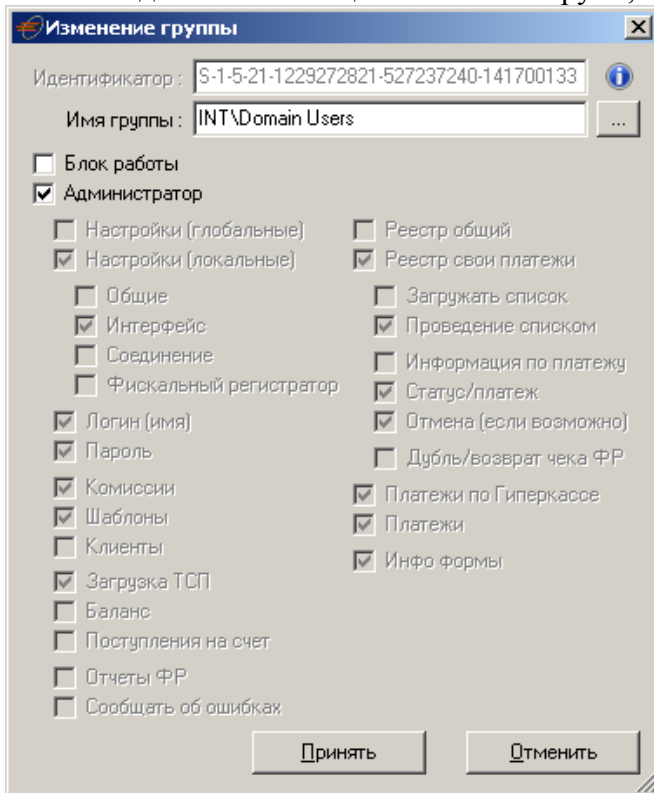 Изменение группы
Идентификатор : S-1-5-21-1229272821-527237240-141700133
Имя группы : INT\Domain Users ...
Блок работы
Администратор
Настройки (глобальные)
Настройки (локальные)
Общие
Интерфейс
Соединение
Фискальный регистратор
Логин (имя)
Пароль
Комиссии
Шаблоны
Клиенты
Загрузка ТСП
Баланс
Поступления на счет
Отчеты ФР
Сообщать об ошибках
Реестр общий
Реестр свои платежи
Загружать список
Проведение списком
Информация по платежу
Статус/платеж
Отмена (если возможно)
Дубль/возврат чека ФР
Платежи по Гиперкассе
Платежи
Инфо формы
Принять Отменить